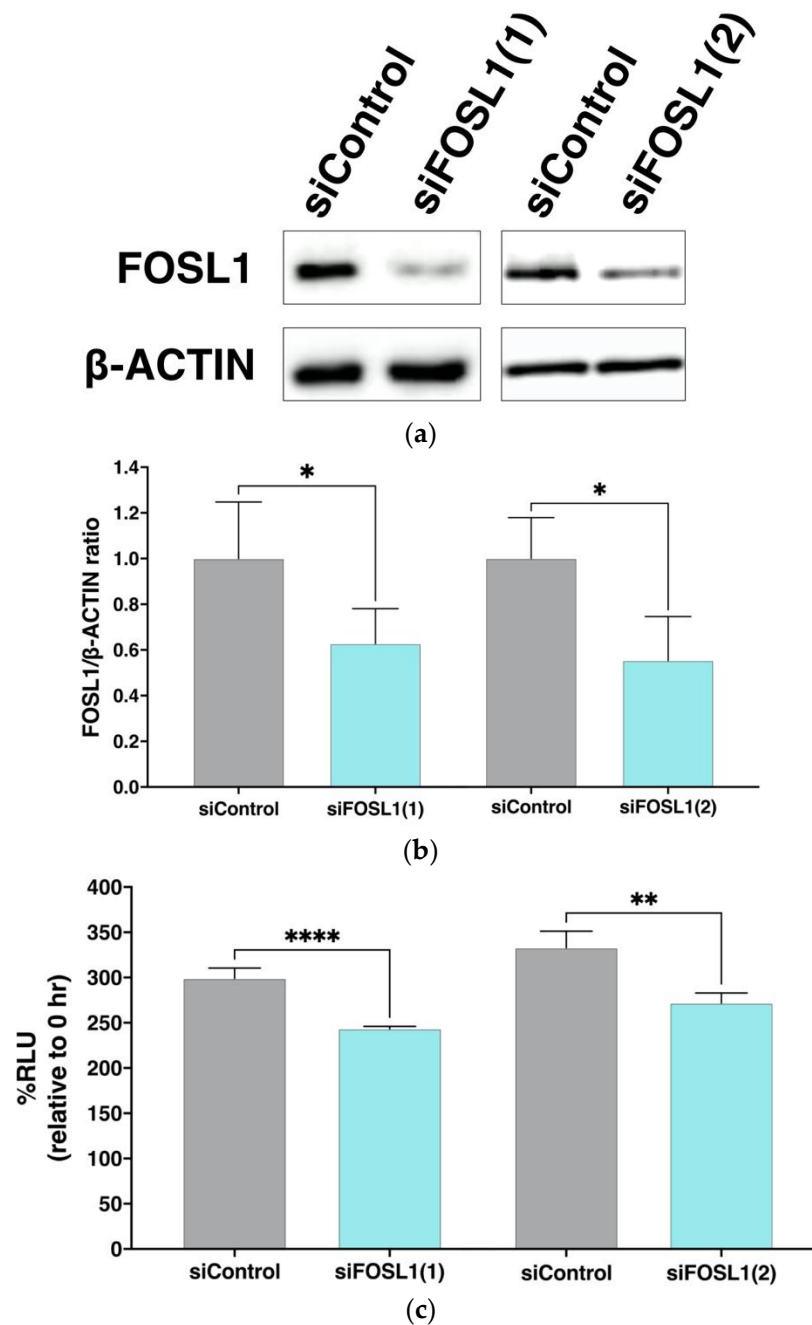 siControl siFOSL1(1) siControl siFOSL1(2)
FOSL1
β-ACTIN
(a)
FOSL1/β-ACTIN ratio
1.4
1.2
1.0
0.8
0.6
0.4
0.2
0.0
* *
siControl siFOSL1(1) siControl siFOSL1(2)
(b)
%RLU
(relative to 0 hr)
400
350
300
250
200
150
100
50
0
**** **
siControl siFOSL1(1) siControl siFOSL1(2)
(c)